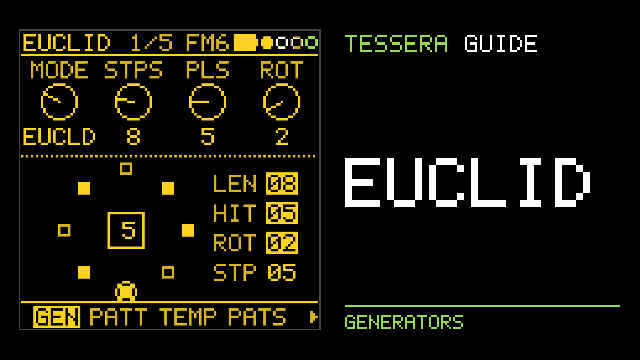 EUCLID 1/5 FM6
MODE STPS PLS ROT
EUCLD 8 5 2
LEN 08
HIT 05
ROT 02
STP 05
5
GEN PATT TEMP PATS
TESSERA GUIDE
EUCLID
GENERATORS